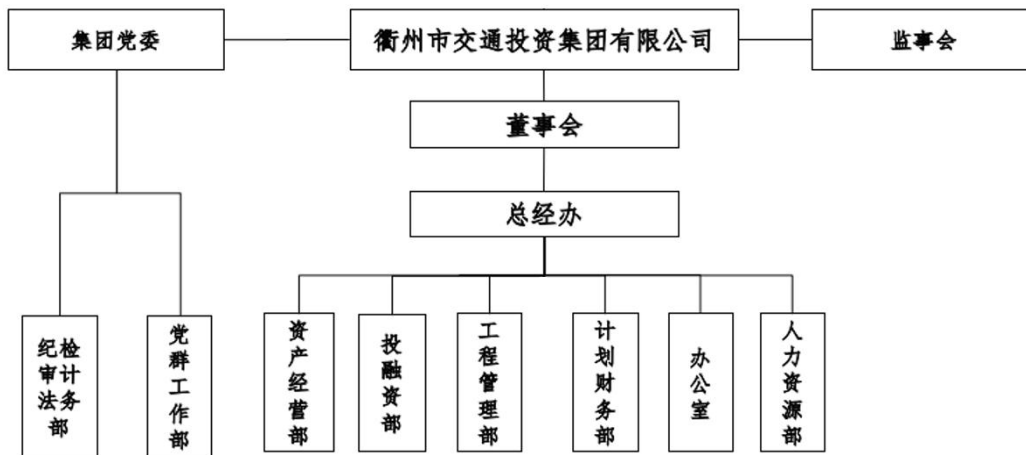 集团党委
衢州市交通投资集团有限公司
监事会
董事会
总经办
纪检审计法务部
党群工作部
资产经营部
投融资部
工程管理部
计划财务部
办公室
人力资源部